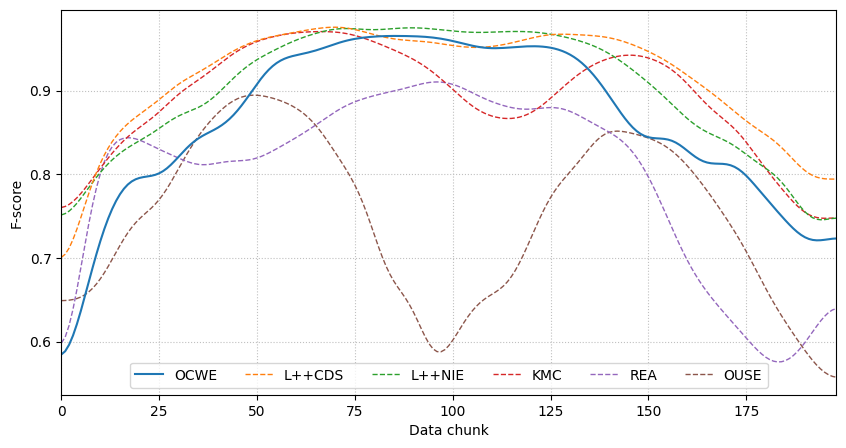 F-score
0.9
0.8
0.7
0.6
OCWE L++CDS L++NIE KMC REA OUSE
0 25 50 75 100 125 150 175
Data chunk